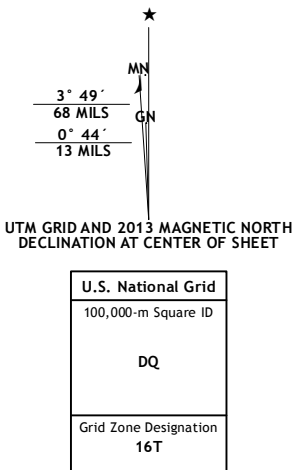 ★
MN
3° 49´
68 MILS
GN
0° 44´
13 MILS
UTM GRID AND 2013 MAGNETIC NORTH
DECLINATION AT CENTER OF SHEET
U.S. National Grid
100,000-m Square ID
DQ
Grid Zone Designation
16T